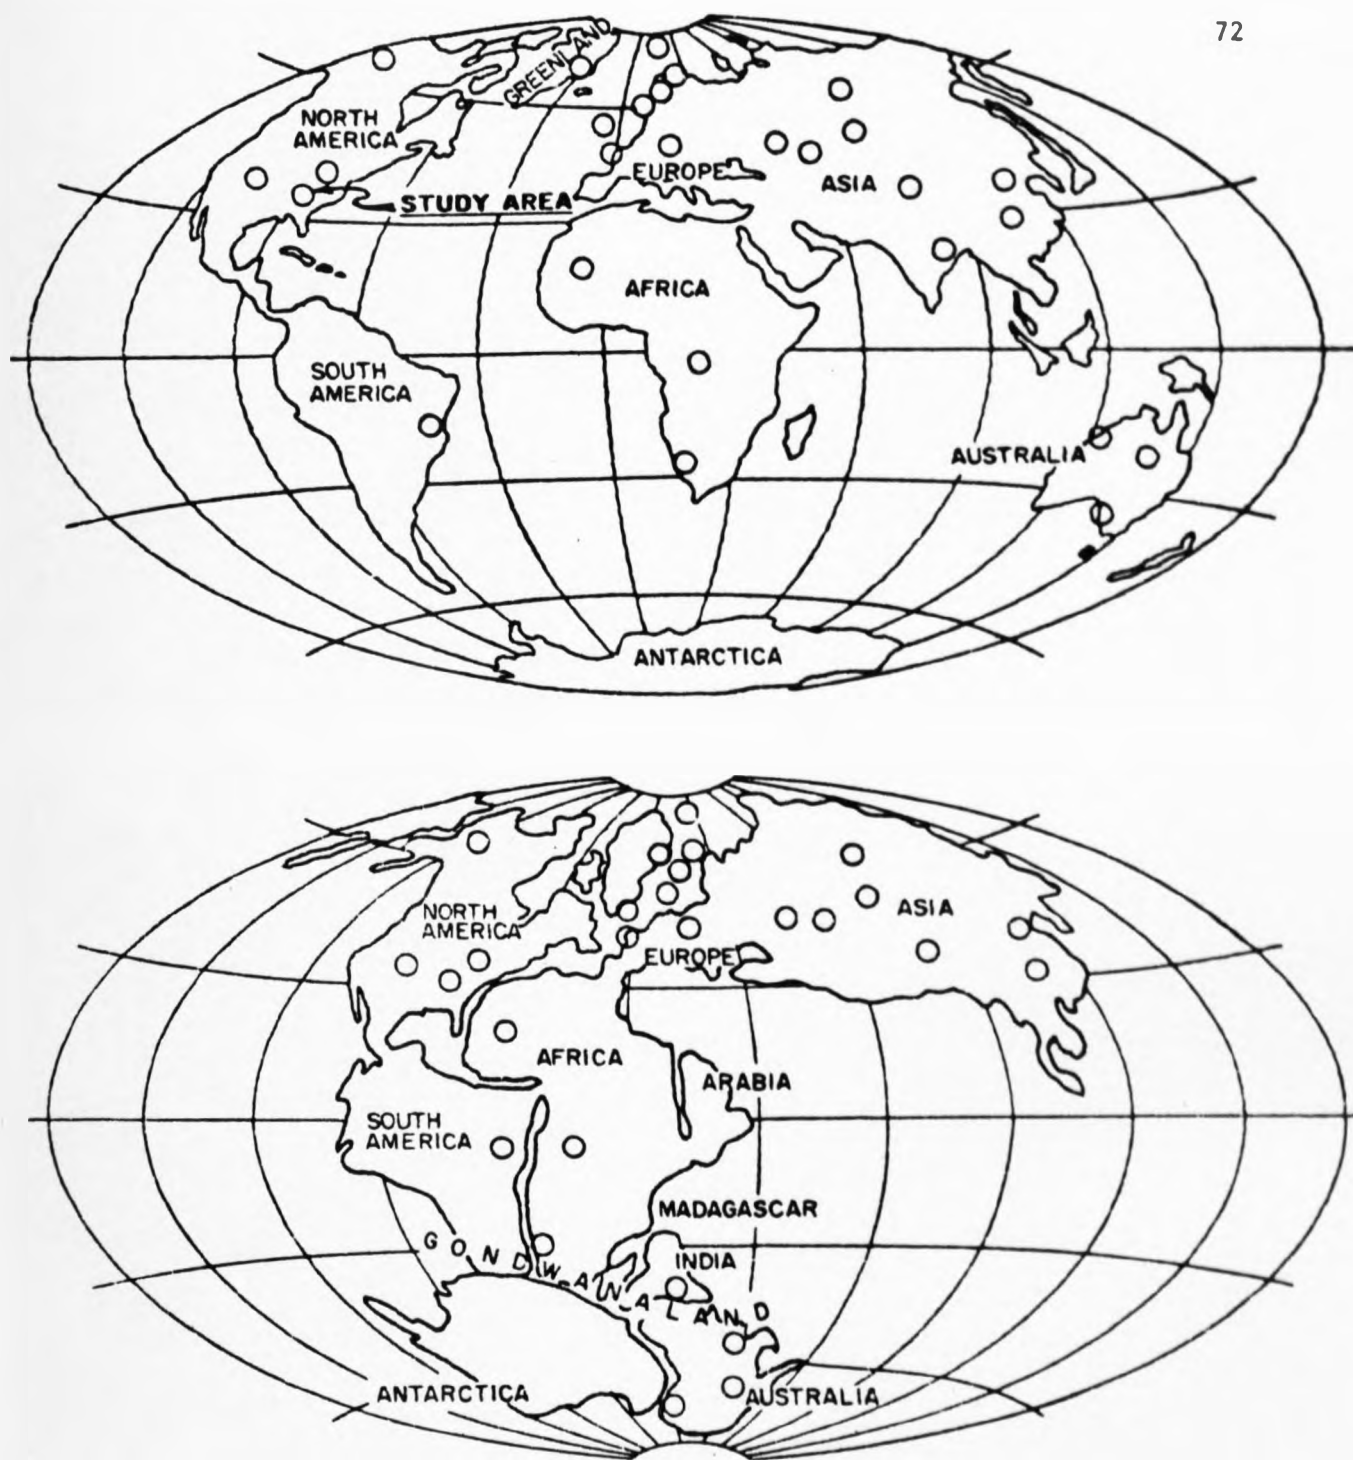 72
GREENLAND
NORTH
AMERICA
EUROPE
ASIA
STUDY AREA
AFRICA
SOUTH
AMERICA
AUSTRALIA
ANTARCTICA
NORTH
AMERICA
ASIA
EUROPE
AFRICA
ARABIA
SOUTH
AMERICA
MADAGASCAR
GONDWANALAND
INDIA
ANTARCTICA
AUSTRALIA